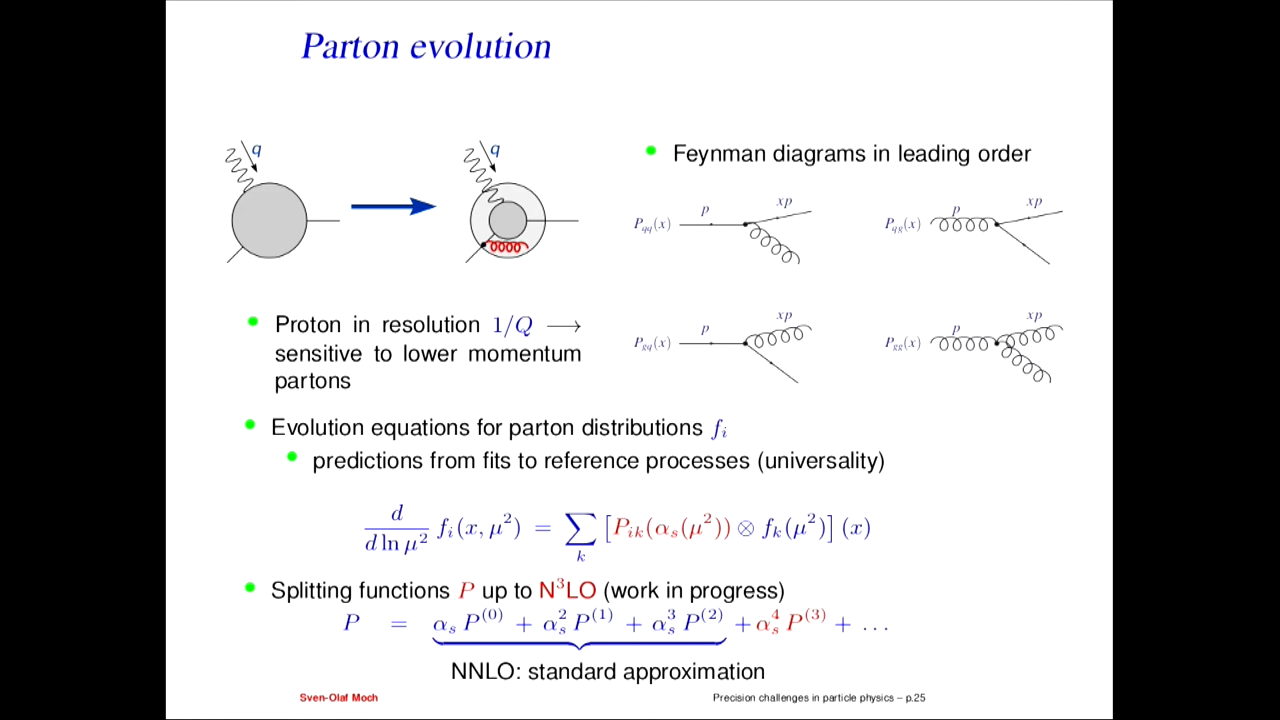 Parton evolution
q
q
• Feynman diagrams in leading order
P_qq(x) p xp
P_qg(x) p xp
P_gq(x) p xp
P_gg(x) p xp
• Proton in resolution 1/Q ⟶
sensitive to lower momentum
partons
• Evolution equations for parton distributions f_i
• predictions from fits to reference processes (universality)
d/(d ln μ²) f_i(x, μ²) = ∑_k [P_ik(α_s(μ²)) ⊗ f_k(μ²)] (x)
• Splitting functions P up to N³LO (work in progress)
P = α_s P^(0) + α_s² P^(1) + α_s³ P^(2) + α_s⁴ P^(3) + …
NNLO: standard approximation
Sven-Olaf Moch
Precision challenges in particle physics – p.25